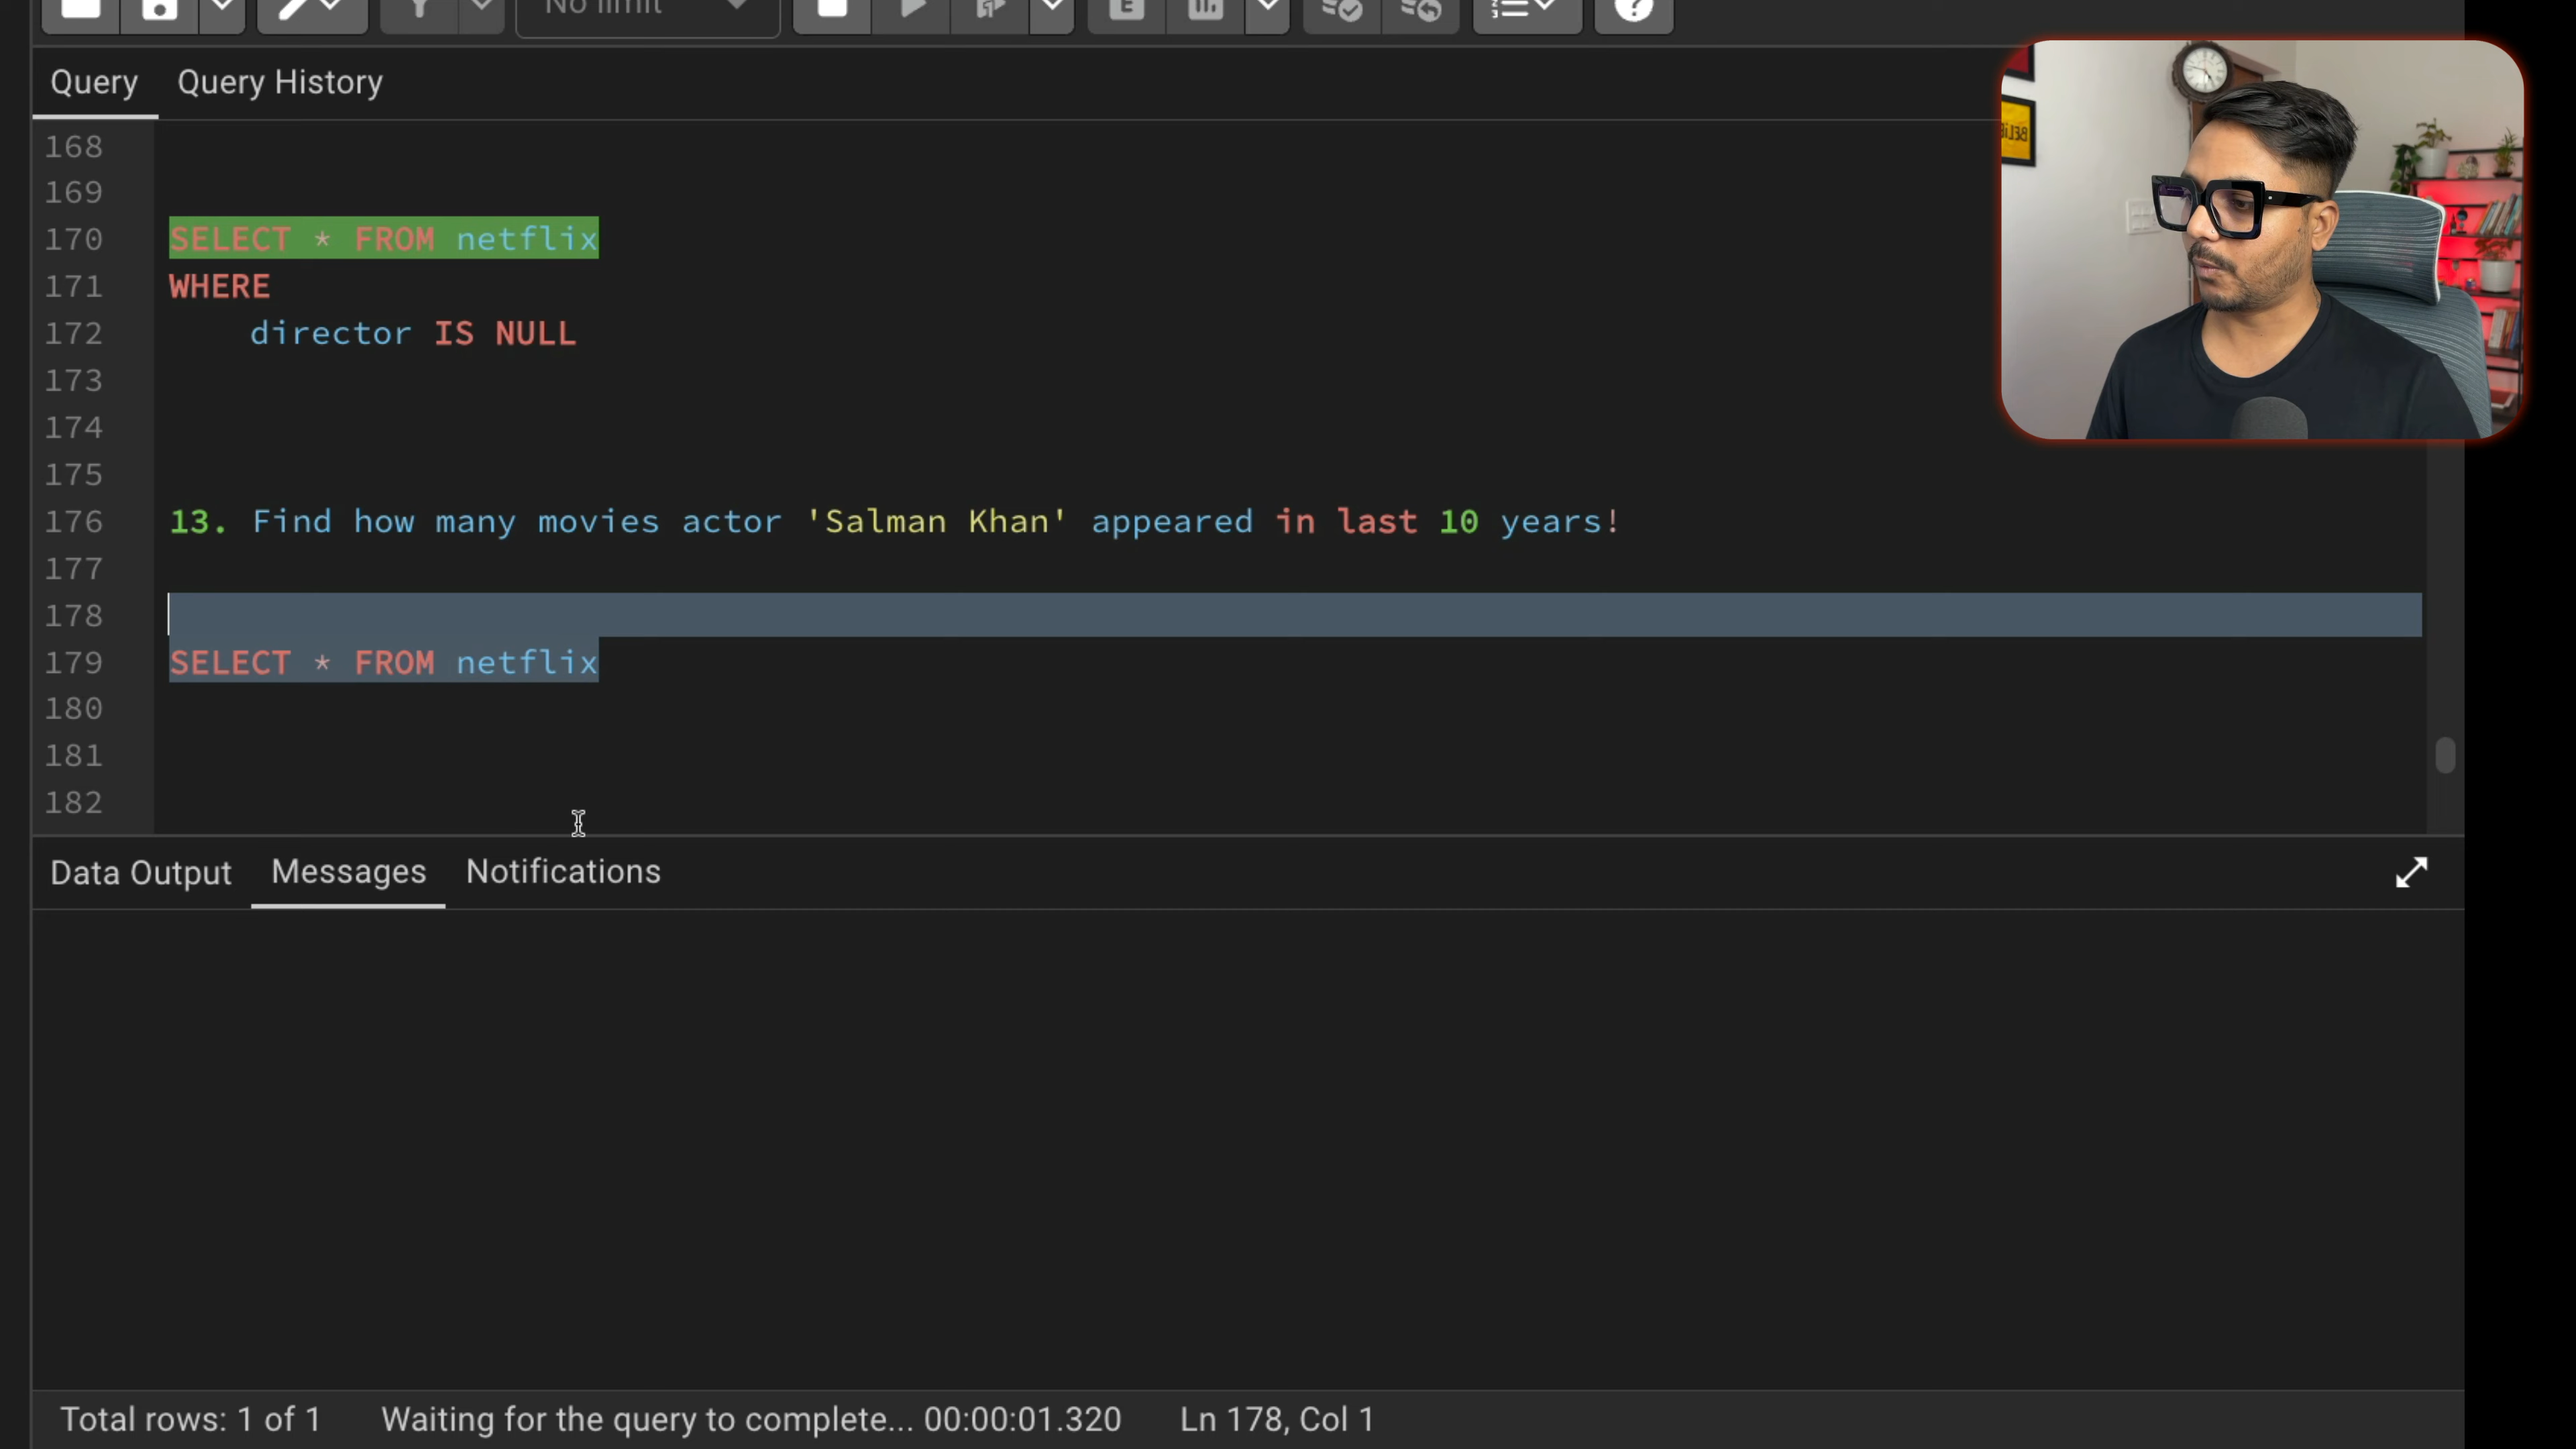 No limit
Query Query History
168
169
170 SELECT * FROM netflix
171 WHERE
172 director IS NULL
173
174
175
176 13. Find how many movies actor 'Salman Khan' appeared in last 10 years!
177
178
179 SELECT * FROM netflix
180
181
182
Data Output Messages Notifications
Total rows: 1 of 1 Waiting for the query to complete... 00:00:01.320 Ln 178, Col 1